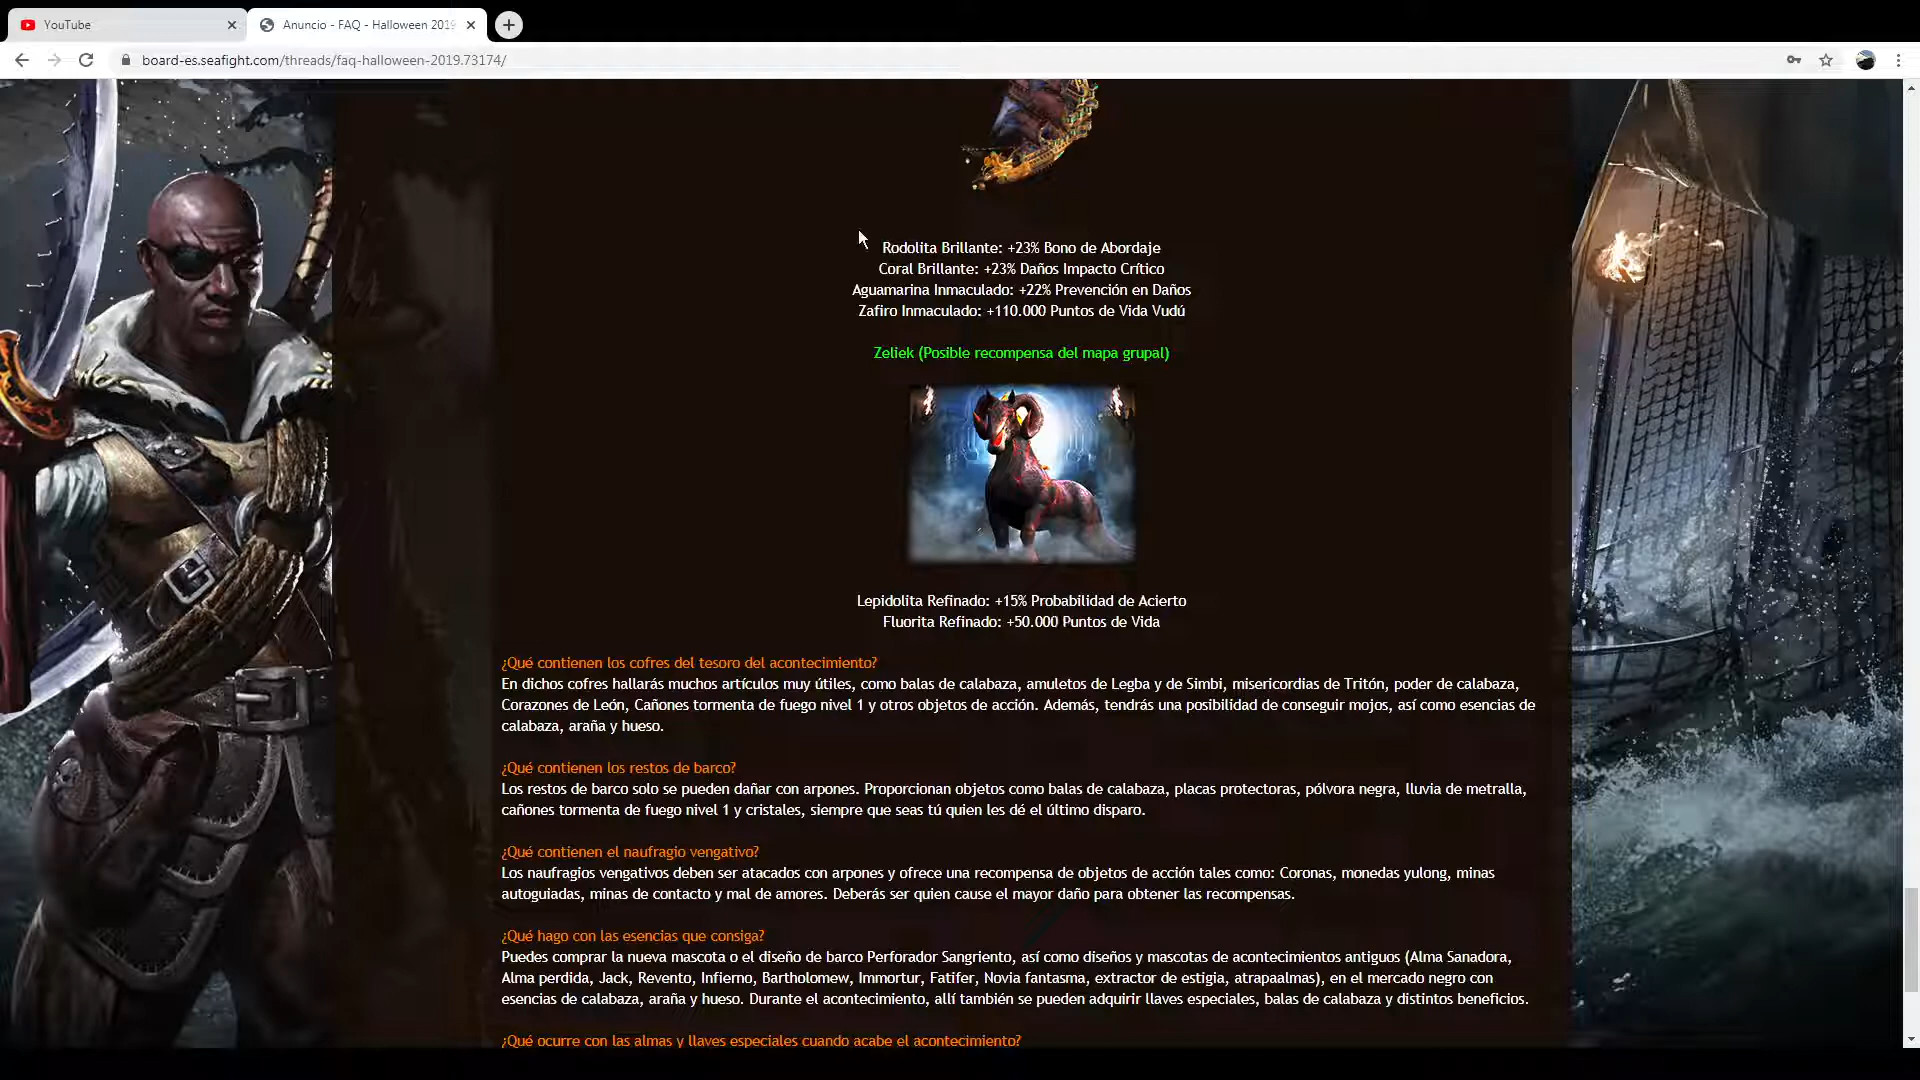 YouTube
Anuncio - FAQ - Halloween 2019
board-es.seafight.com/threads/faq-halloween-2019.73174/
Rodolita Brillante: +23% Bono de Abordaje
Coral Brillante: +23% Daños Impacto Crítico
Aguamarina Inmaculado: +22% Prevención en Daños
Zafiro Inmaculado: +110.000 Puntos de Vida Vudú
Zeliek (Posible recompensa del mapa grupal)
Lepidolita Refinado: +15% Probabilidad de Acierto
Fluorita Refinado: +50.000 Puntos de Vida
¿Qué contienen los cofres del tesoro del acontecimiento?
En dichos cofres hallarás muchos artículos muy útiles, como balas de calabaza, amuletos de Legba y de Simbi, misericordias de Tritón, poder de calabaza,
Corazones de León, Cañones tormenta de fuego nivel 1 y otros objetos de acción. Además, tendrás una posibilidad de conseguir mojos, así como esencias de
calabaza, araña y hueso.
¿Qué contienen los restos de barco?
Los restos de barco solo se pueden dañar con arpones. Proporcionan objetos como balas de calabaza, placas protectoras, pólvora negra, lluvia de metralla,
cañones tormenta de fuego nivel 1 y cristales, siempre que seas tú quien les dé el último disparo.
¿Qué contienen el naufragio vengativo?
Los naufragios vengativos deben ser atacados con arpones y ofrece una recompensa de objetos de acción tales como: Coronas, monedas yulong, minas
autoguiadas, minas de contacto y mal de amores. Deberás ser quien cause el mayor daño para obtener las recompensas.
¿Qué hago con las esencias que consiga?
Puedes comprar la nueva mascota o el diseño de barco Perforador Sangriento, así como diseños y mascotas de acontecimientos antiguos (Alma Sanadora,
Alma perdida, Jack, Revento, Infierno, Bartholomew, Immortur, Fatifer, Novia fantasma, extractor de estigia, atrapaalmas), en el mercado negro con
esencias de calabaza, araña y hueso. Durante el acontecimiento, allí también se pueden adquirir llaves especiales, balas de calabaza y distintos beneficios.
¿Qué ocurre con las almas y llaves especiales cuando acabe el acontecimiento?